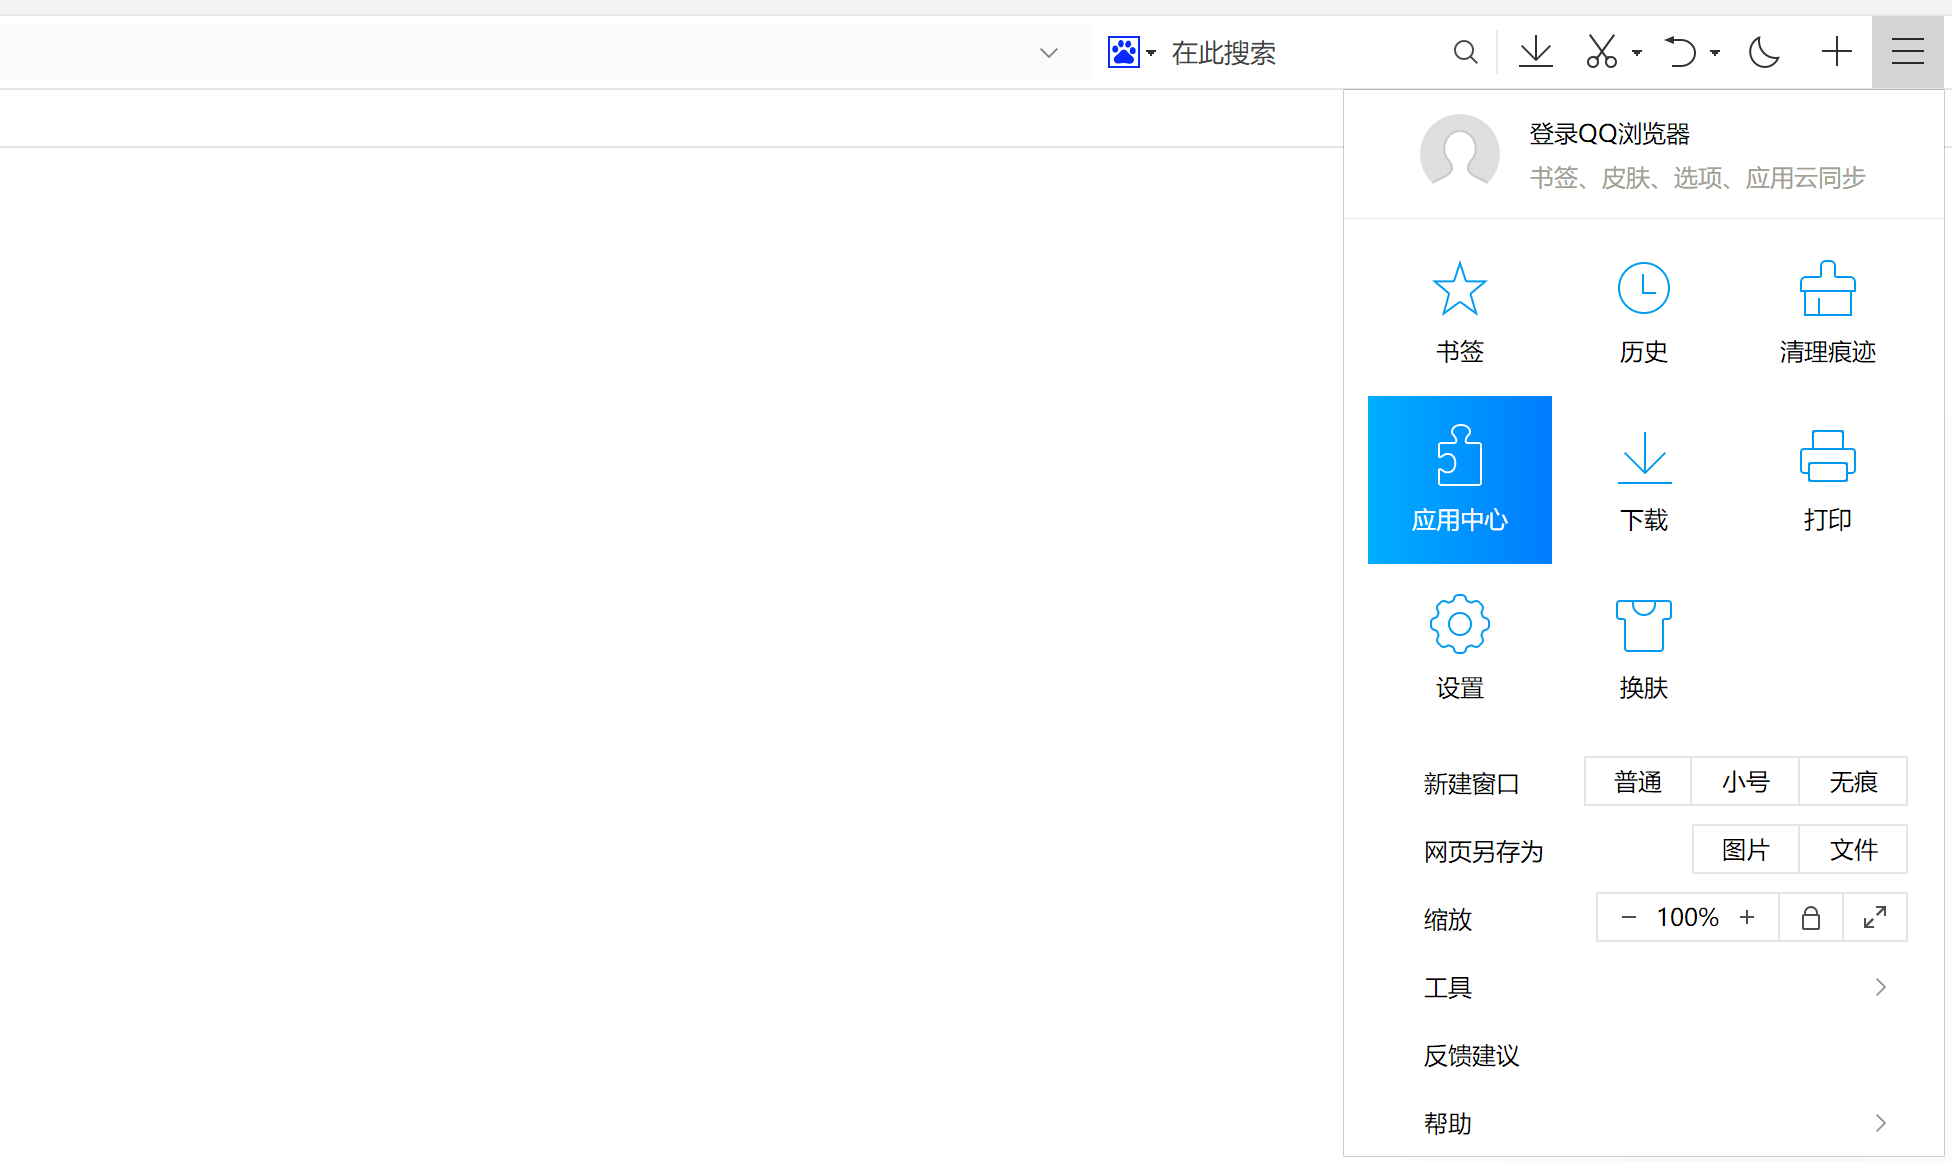 在此搜索
登录QQ浏览器
书签、皮肤、选项、应用云同步
书签 历史 清理痕迹
应用中心 下载 打印
设置 换肤
新建窗口 普通 小号 无痕
网页另存为 图片 文件
缩放 − 100% +
工具
反馈建议
帮助